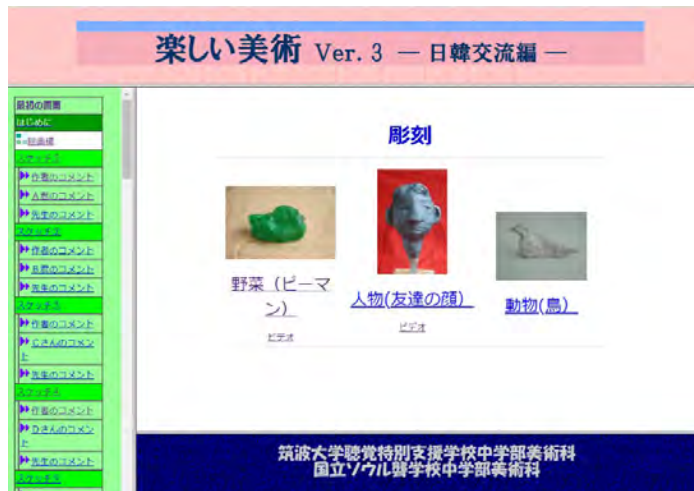 楽しい美術 Ver. 3 ― 日韓交流編 ―
最初の画面
はじめに
絵画欄
スケッチ1
作者のコメント
A君のコメント
先生のコメント
スケッチ2
作者のコメント
B君のコメント
先生のコメント
スケッチ3
作者のコメント
Cさんのコメン
ト
先生のコメント
スケッチ4
作者のコメント
Dさんのコメン
ト
先生のコメント
スケッチ5
彫刻
野菜（ピーマ
ン）
ビデオ
人物(友達の顔)
ビデオ
動物(鳥)
筑波大学聴覚特別支援学校中学部美術科
国立ソウル聾学校中学部美術科